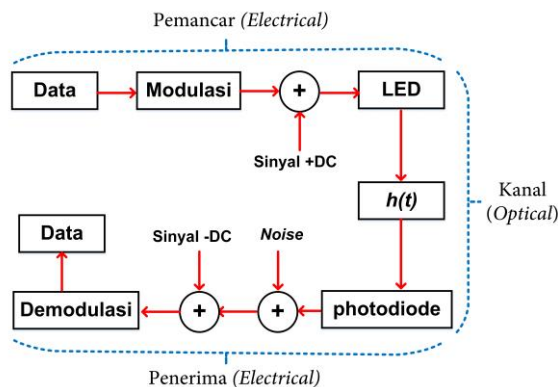 Pemancar (Electrical)
Data
Modulasi
+
LED
Sinyal +DC
Kanal
(Optical)
h(t)
Data
Sinyal -DC
Noise
Demodulasi
+
+
photodiode
Penerima (Electrical)